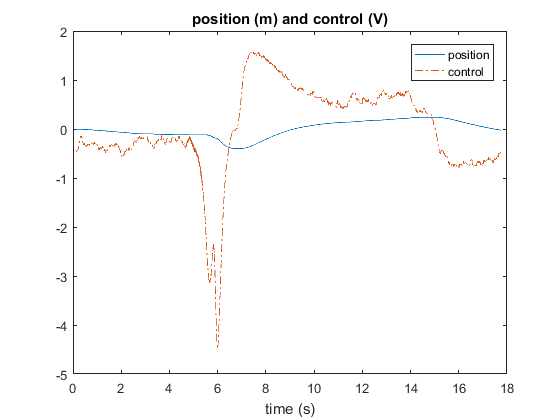 position (m) and control (V)
2
1
0
-1
-2
-3
-4
-5
position
control
0 2 4 6 8 10 12 14 16 18
time (s)